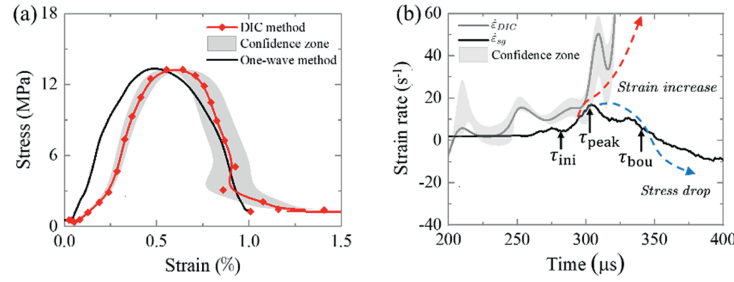 (a)
DIC method
Confidence zone
One-wave method
Stress (MPa)
18
12
6
0
0.0
0.5
1.0
1.5
Strain (%)
(b)
ε̇DIC
ε̇sg
Confidence zone
Strain increase
τpeak
τini
τbou
Stress drop
Strain rate (s⁻¹)
60
40
20
0
-20
-40
200
250
300
350
400
Time (μs)